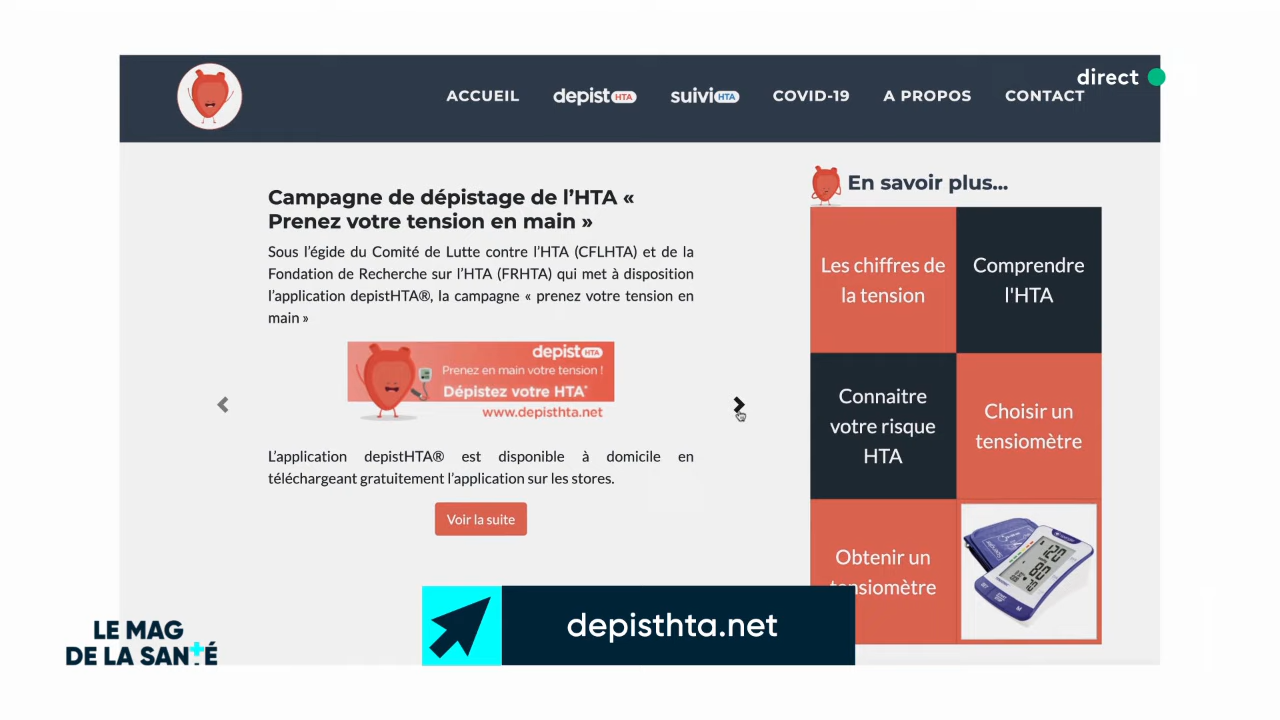 direct
ACCUEIL
depistHTA
suiviHTA
COVID-19
A PROPOS
CONTACT
Campagne de dépistage de l’HTA «
Prenez votre tension en main »
Sous l’égide du Comité de Lutte contre l’HTA (CFLHTA) et de la
Fondation de Recherche sur l’HTA (FRHTA) qui met à disposition
l’application depistHTA®, la campagne « prenez votre tension en
main »
depist HTA
Prenez en main votre tension !
Dépistez votre HTA*
www.depisthta.net
L’application depistHTA® est disponible à domicile en
téléchargeant gratuitement l’application sur les stores.
Voir la suite
En savoir plus...
Les chiffres de
la tension
Comprendre
l'HTA
Connaitre
votre risque
HTA
Choisir un
tensiomètre
Obtenir un
tensiomètre
depisthta.net
LE MAG
DE LA SANTÉ